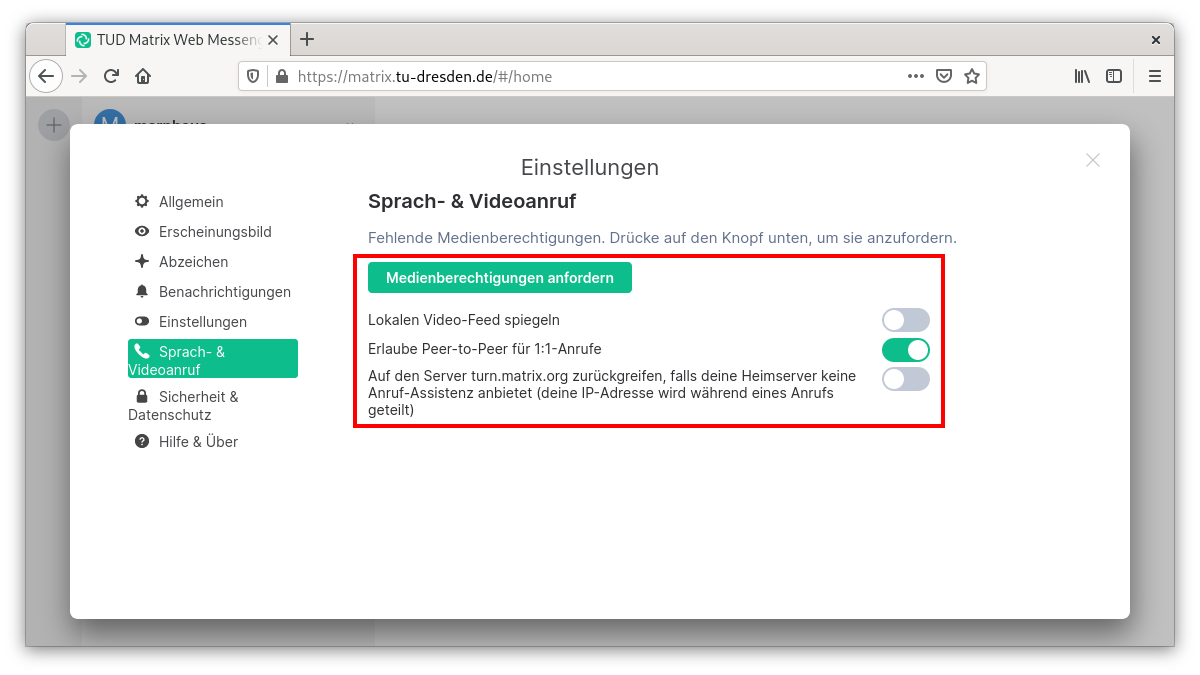 TUD Matrix Web Messeng
https://matrix.tu-dresden.de/#/home
Einstellungen
Allgemein
Erscheinungsbild
Abzeichen
Benachrichtigungen
Einstellungen
Sprach- &
Videoanruf
Sicherheit &
Datenschutz
Hilfe & Über
Sprach- & Videoanruf
Fehlende Medienberechtigungen. Drücke auf den Knopf unten, um sie anzufordern.
Medienberechtigungen anfordern
Lokalen Video-Feed spiegeln
Erlaube Peer-to-Peer für 1:1-Anrufe
Auf den Server turn.matrix.org zurückgreifen, falls deine Heimserver keine
Anruf-Assistenz anbietet (deine IP-Adresse wird während eines Anrufs
geteilt)